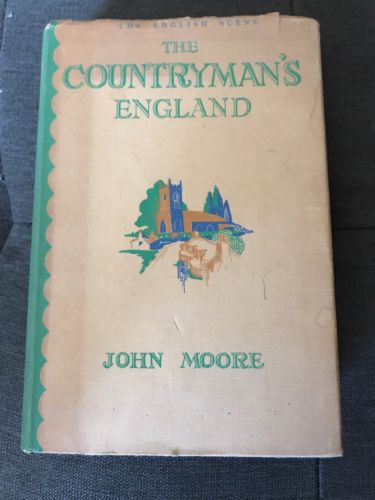 THE ENGLISH SCENE
THE
COUNTRYMAN'S
ENGLAND
JOHN MOORE